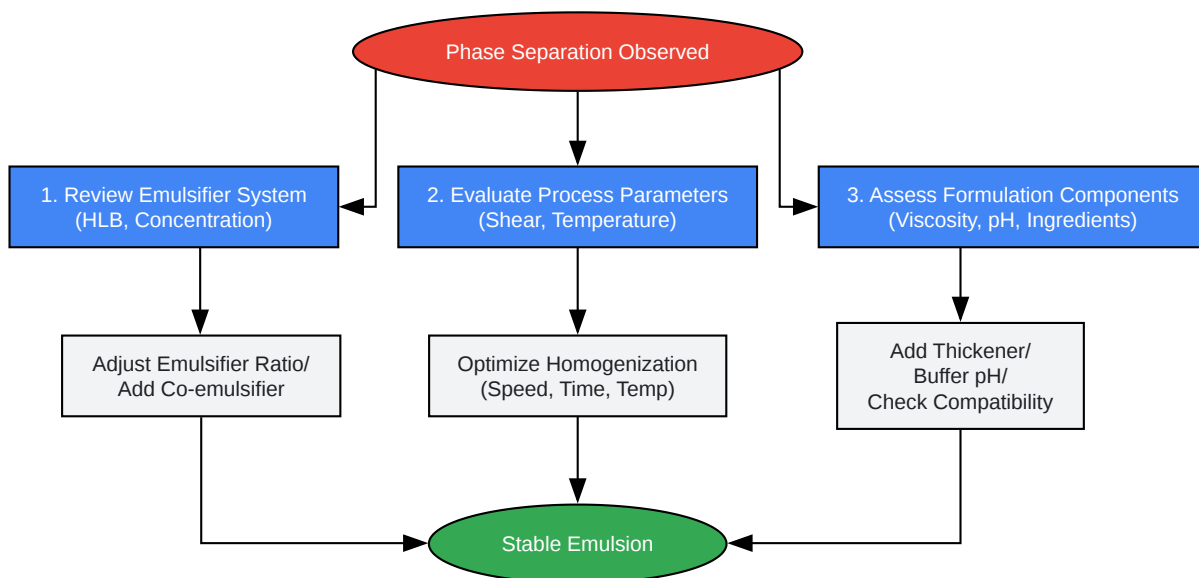 Phase Separation Observed
1. Review Emulsifier System
(HLB, Concentration)
2. Evaluate Process Parameters
(Shear, Temperature)
3. Assess Formulation Components
(Viscosity, pH, Ingredients)
Adjust Emulsifier Ratio/
Add Co-emulsifier
Optimize Homogenization
(Speed, Time, Temp)
Add Thickener/
Buffer pH/
Check Compatibility
Stable Emulsion